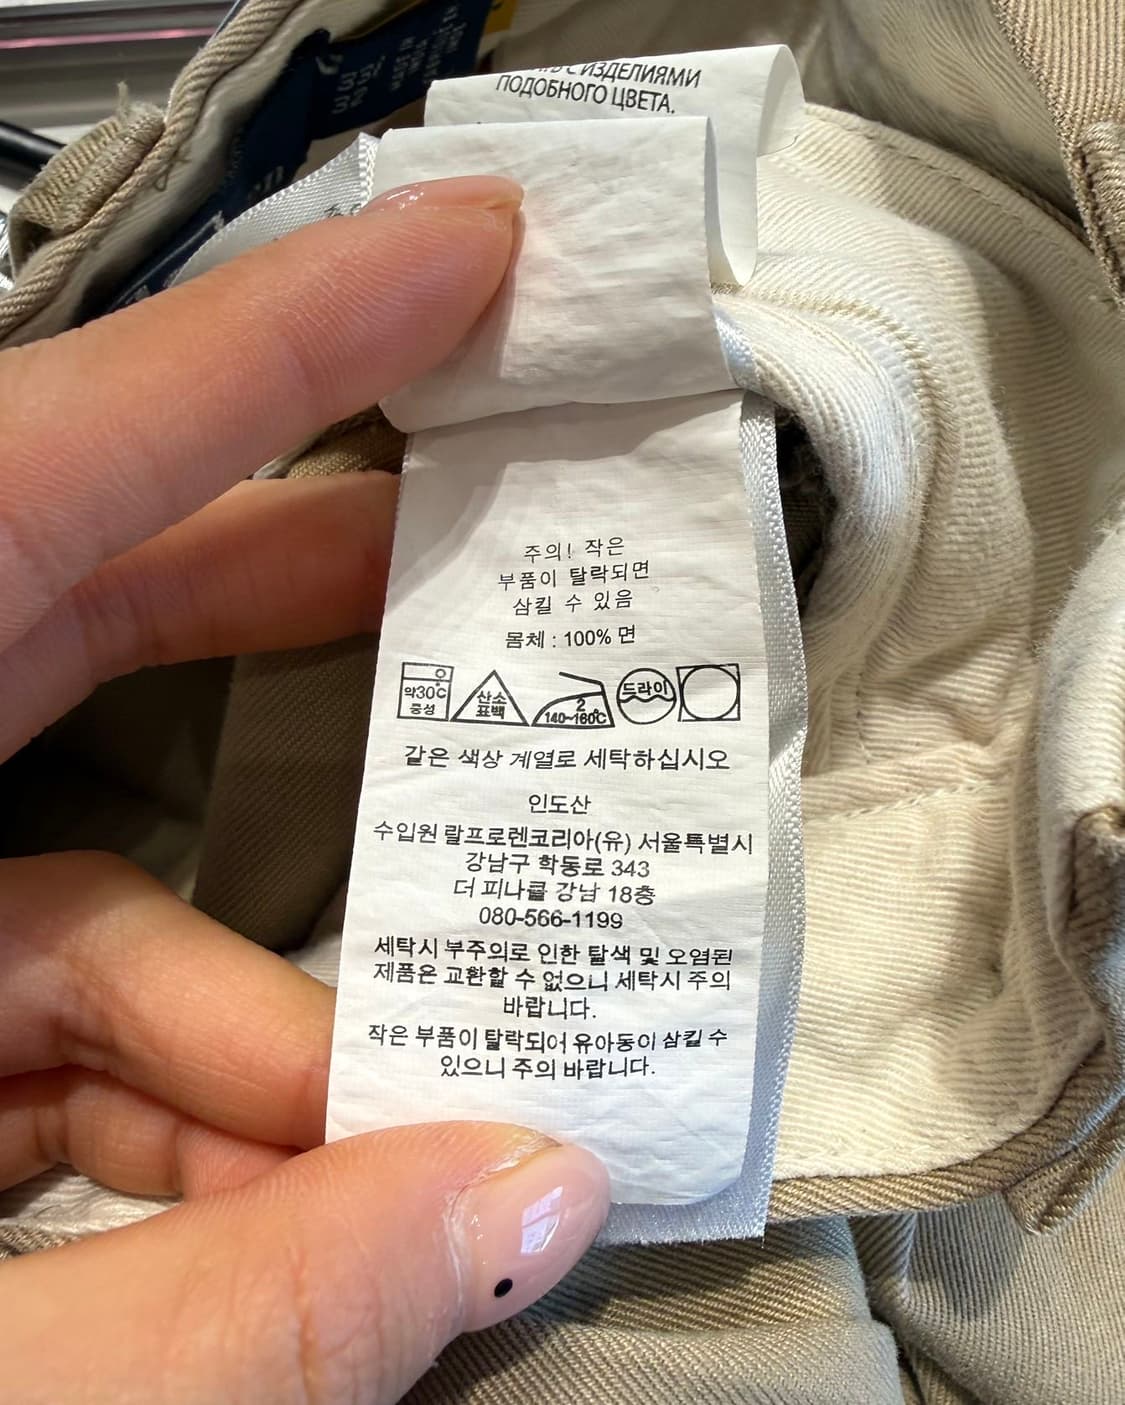 С ИЗДЕЛИЯМИ
ПОДОБНОГО ЦВЕТА.
주의! 작은
부품이 탈락되면
삼킬 수 있음
몸체 : 100% 면
약30℃
중성
산소
표백
2
140~160℃
드라이
같은 색상 계열로 세탁하십시오
인도산
수입원 랄프로렌코리아(유) 서울특별시
강남구 학동로 343
더 피나클 강남 18층
080-566-1199
세탁시 부주의로 인한 탈색 및 오염된
제품은 교환할 수 없으니 세탁시 주의
바랍니다.
작은 부품이 탈락되어 유아동이 삼킬 수
있으니 주의 바랍니다.